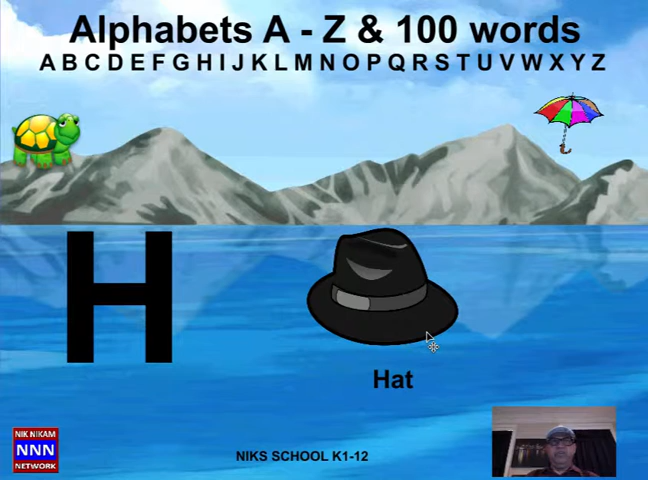 Alphabets A - Z & 100 words
A B C D E F G H I J K L M N O P Q R S T U V W X Y Z
H
Hat
NIK NIKAM
NNN
NETWORK
NIKS SCHOOL K1-12